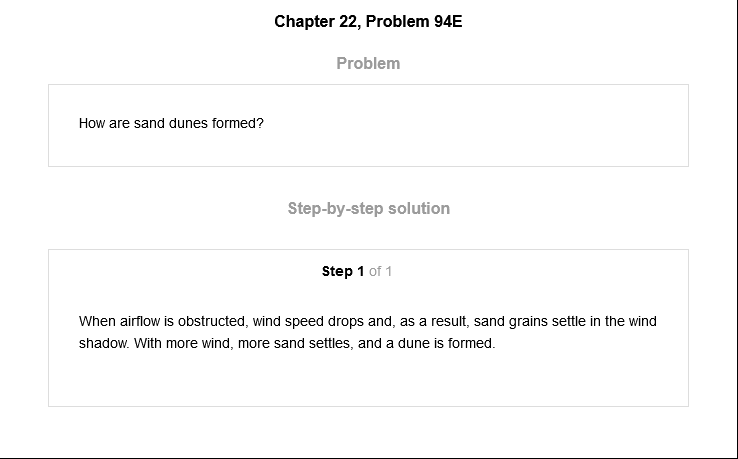 Chapter 22, Problem 94E
Problem
How are sand dunes formed?
Step-by-step solution
Step 1 of 1
When airflow is obstructed, wind speed drops and, as a result, sand grains settle in the wind
shadow. With more wind, more sand settles, and a dune is formed.